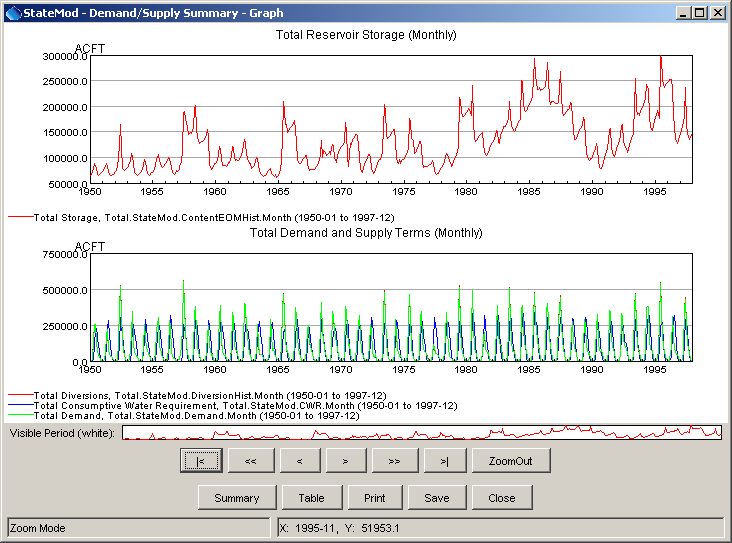 StateMod - Demand/Supply Summary - Graph
Total Reservoir Storage (Monthly)
ACFT
300000.0
250000.0
200000.0
150000.0
100000.0
50000.0
1950 1955 1960 1965 1970 1975 1980 1985 1990 1995
Total Storage, Total.StateMod.ContentEOMHist.Month (1950-01 to 1997-12)
Total Demand and Supply Terms (Monthly)
ACFT
750000.0
500000.0
250000.0
0.0
1950 1955 1960 1965 1970 1975 1980 1985 1990 1995
Total Diversions, Total.StateMod.DiversionHist.Month (1950-01 to 1997-12)
Total Consumptive Water Requirement, Total.StateMod.CWR.Month (1950-01 to 1997-12)
Total Demand, Total.StateMod.Demand.Month (1950-01 to 1997-12)
Visible Period (white):
|< << < > >> >| ZoomOut
Summary Table Print Save Close
Zoom Mode X: 1995-11, Y: 51953.1